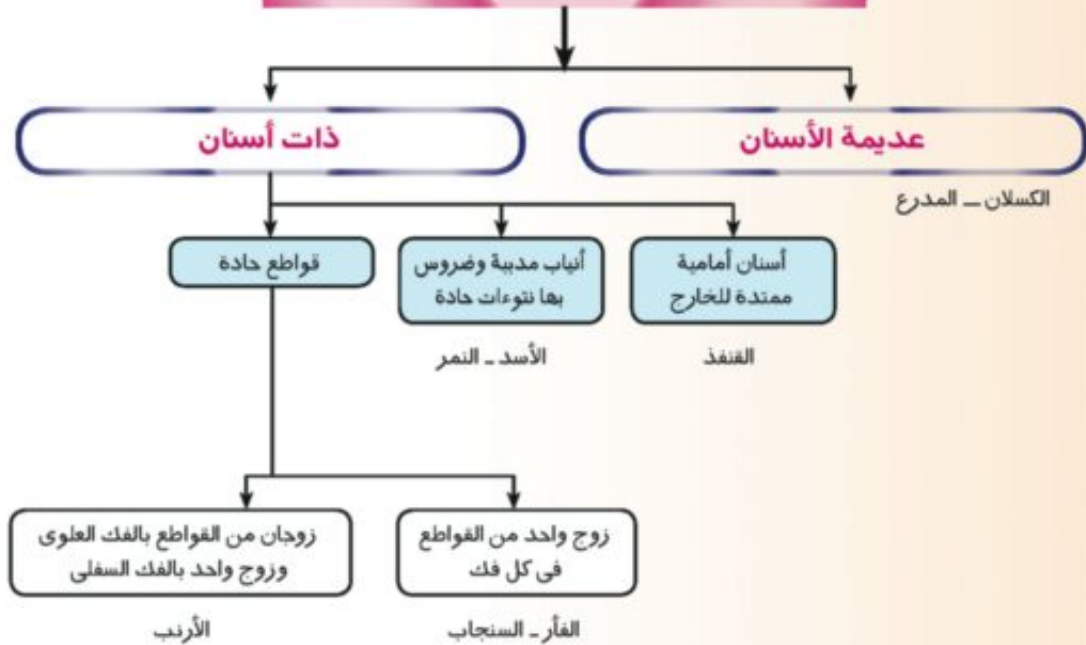 عديمة الأسنان
ذات أسنان
الكسلان – المدرع
أسنان أمامية
ممتدة للخارج
أنياب مدببة وضروس
بها نتوءات حادة
قواطع حادة
القنفذ
الأسد – النمر
زوج واحد من القواطع
فى كل فك
زوجان من القواطع بالفك العلوى
وزوج واحد بالفك السفلى
الفأر – السنجاب
الأرنب